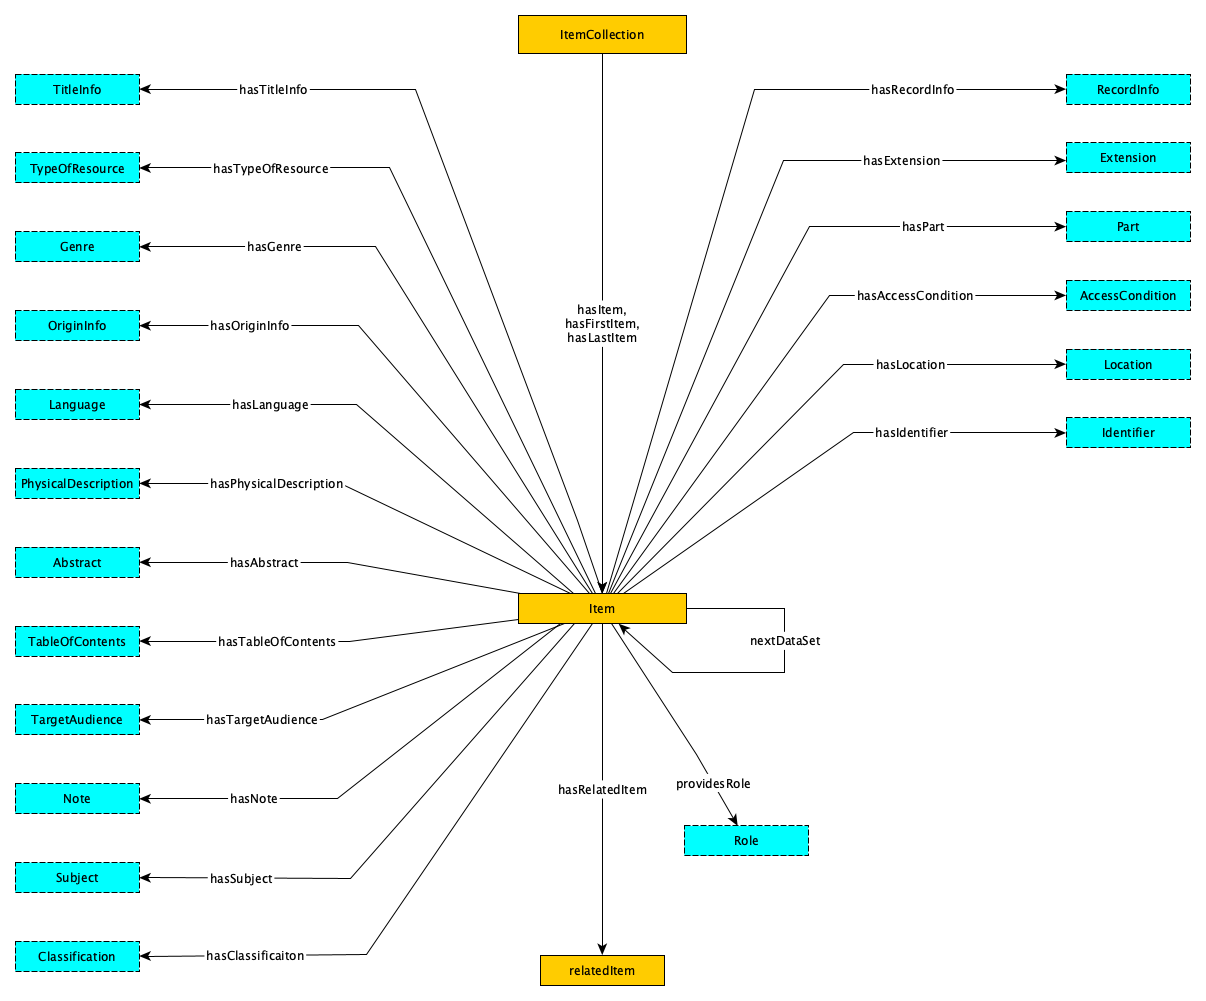 ItemCollection
TitleInfo
hasTitleInfo
hasRecordInfo
RecordInfo
TypeOfResource
hasTypeOfResource
hasExtension
Extension
Genre
hasGenre
hasPart
Part
OriginInfo
hasOriginInfo
hasItem,
hasFirstItem,
hasLastItem
hasAccessCondition
AccessCondition
Language
hasLanguage
hasLocation
Location
PhysicalDescription
hasPhysicalDescription
hasIdentifier
Identifier
Abstract
hasAbstract
Item
TableOfContents
hasTableOfContents
nextDataSet
TargetAudience
hasTargetAudience
Note
hasNote
hasRelatedItem
providesRole
Role
Subject
hasSubject
Classification
hasClassificaiton
relatedItem